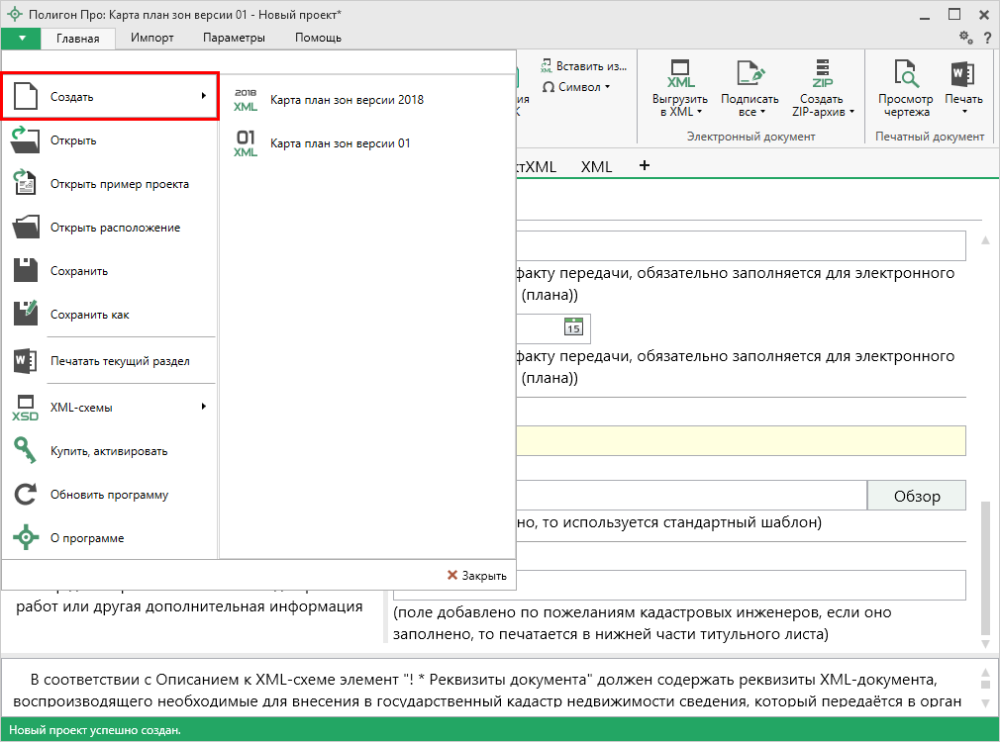 Полигон Про: Карта план зон версии 01 - Новый проект*
Главная
Импорт
Параметры
Помощь
?
Создать
Открыть
Открыть пример проекта
Открыть расположение
Сохранить
Сохранить как
Печатать текущий раздел
XML-схемы
Купить, активировать
Обновить программу
О программе
2018 XML Карта план зон версии 2018
01 XML Карта план зон версии 01
Закрыть
Вставить из...
Символ
XML
Выгрузить
в XML
Подписать
все
ZIP
Создать
ZIP-архив
Электронный документ
Просмотр
чертежа
Печать
Печатный документ
XML
+
факту передачи, обязательно заполняется для электронного
(плана))
15
факту передачи, обязательно заполняется для электронного
(плана))
Обзор
но, то используется стандартный шаблон)
работ или другая дополнительная информация
(поле добавлено по пожеланиям кадастровых инженеров, если оно
заполнено, то печатается в нижней части титульного листа)
В соответствии с Описанием к XML-схеме элемент "! * Реквизиты документа" должен содержать реквизиты XML-документа,
воспроизводящего необходимые для внесения в государственный кадастр недвижимости сведения, который передаётся в орган
Новый проект успешно создан.